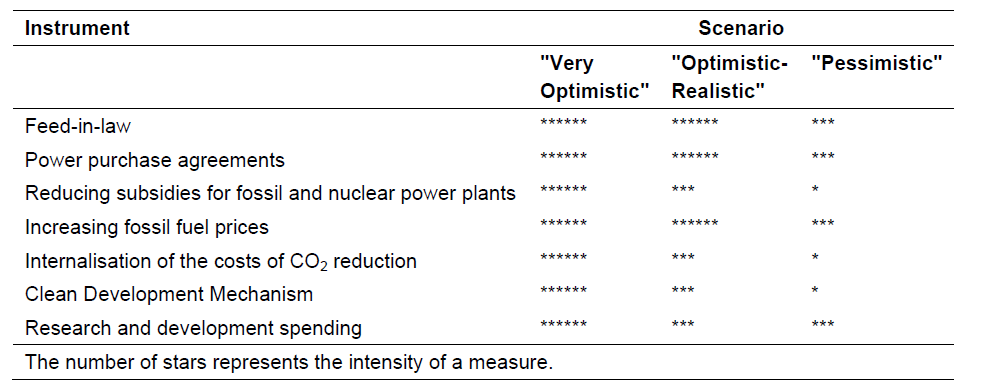 Instrument Scenario
"Very "Optimistic- "Pessimistic"
Optimistic" Realistic"
Feed-in-law ****** ****** ***
Power purchase agreements ****** ****** ***
Reducing subsidies for fossil and nuclear power plants ****** *** *
Increasing fossil fuel prices ****** ****** ***
Internalisation of the costs of CO₂ reduction ****** *** *
Clean Development Mechanism ****** *** *
Research and development spending ****** *** ***
The number of stars represents the intensity of a measure.